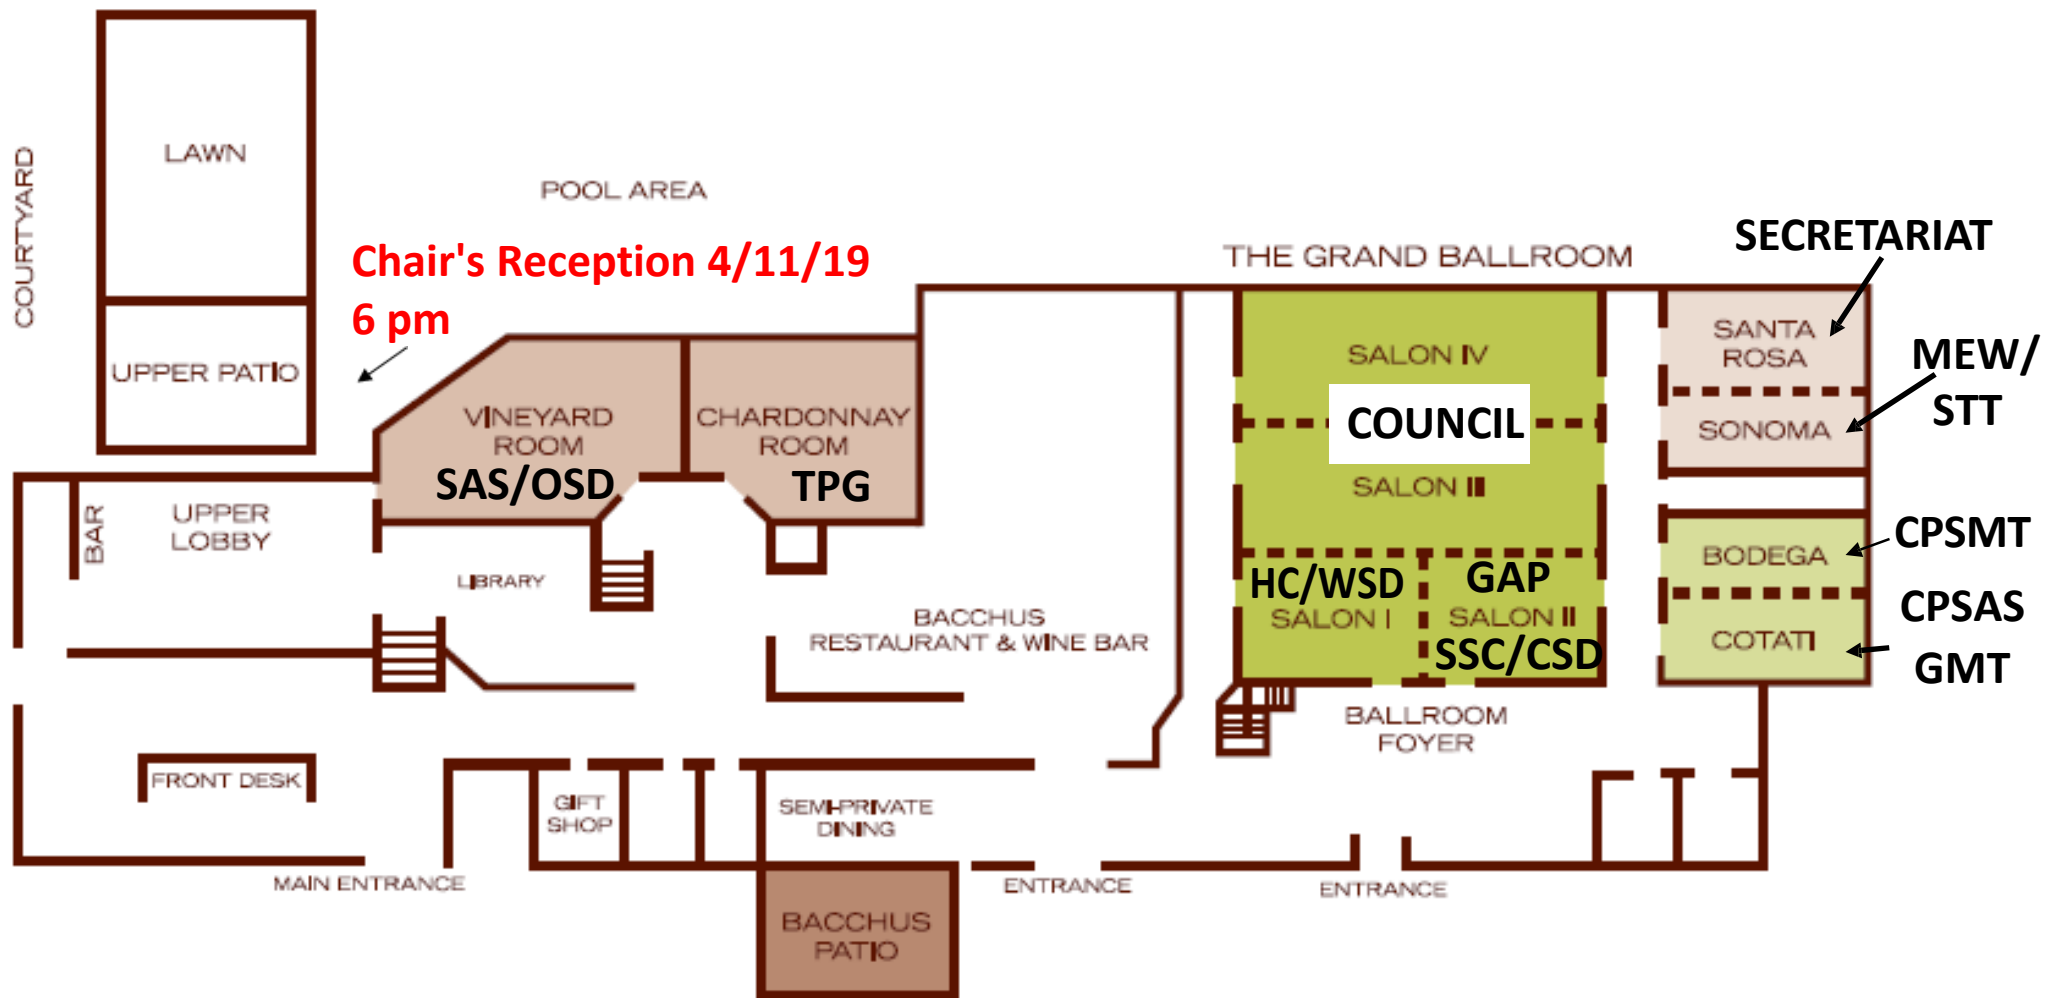 LAWN
COURTYARD
UPPER PATIO
POOL AREA
Chair's Reception 4/11/19
6 pm
VINEYARD
ROOM
SAS/OSD
CHARDONNAY
ROOM
TPG
BAR
UPPER
LOBBY
LIBRARY
BACCHUS
RESTAURANT & WINE BAR
THE GRAND BALLROOM
SALON IV
COUNCIL
SALON III
HC/WSD
SALON I
GAP
SALON II
SSC/CSD
BALLROOM
FOYER
SECRETARIAT
SANTA
ROSA
MEW/
STT
SONOMA
CPSMT
BODEGA
CPSAS
GMT
COTATI
FRONT DESK
GIFT
SHOP
SEMI-PRIVATE
DINING
MAIN ENTRANCE
ENTRANCE
ENTRANCE
BACCHUS
PATIO